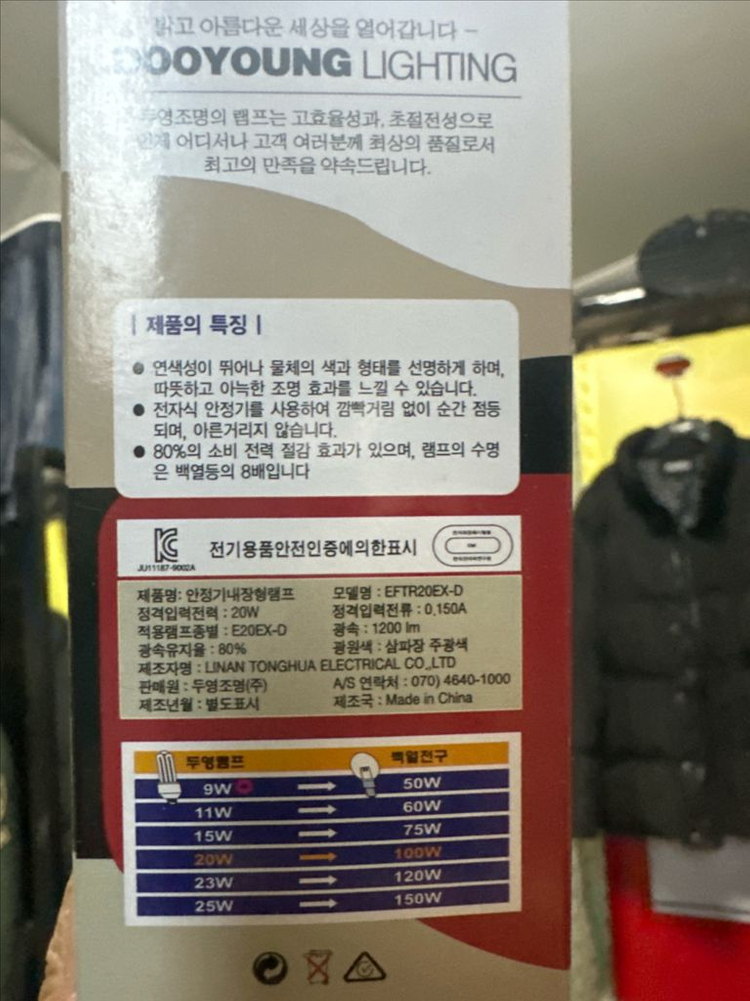 밝고 아름다운 세상을 열어갑니다 –
DOOYOUNG LIGHTING
두영조명의 램프는 고효율성과, 초절전성으로
언제 어디서나 고객 여러분께 최상의 품질로서
최고의 만족을 약속드립니다.
| 제품의 특징 |
● 연색성이 뛰어나 물체의 색과 형태를 선명하게 하며,
따뜻하고 아늑한 조명 효과를 느낄 수 있습니다.
● 전자식 안정기를 사용하여 깜빡거림 없이 순간 점등
되며, 아른거리지 않습니다.
● 80%의 소비 전력 절감 효과가 있으며, 램프의 수명
은 백열등의 8배입니다
전기용품안전인증에의한표시
JU11187-9002A
제품명: 안정기내장형램프 모델명 : EFTR20EX-D
정격입력전력 : 20W 정격입력전류 : 0.150A
적용램프종별 : E20EX-D 광속 : 1200 lm
광속유지율 : 80% 광원색 : 삼파장 주광색
제조자명 : LINAN TONGHUA ELECTRICAL CO.,LTD
판매원 : 두영조명(주) A/S 연락처 : 070) 4640-1000
제조년월 : 별도표시 제조국 : Made in China
두영램프 백열전구
9W → 50W
11W → 60W
15W → 75W
20W → 100W
23W → 120W
25W → 150W